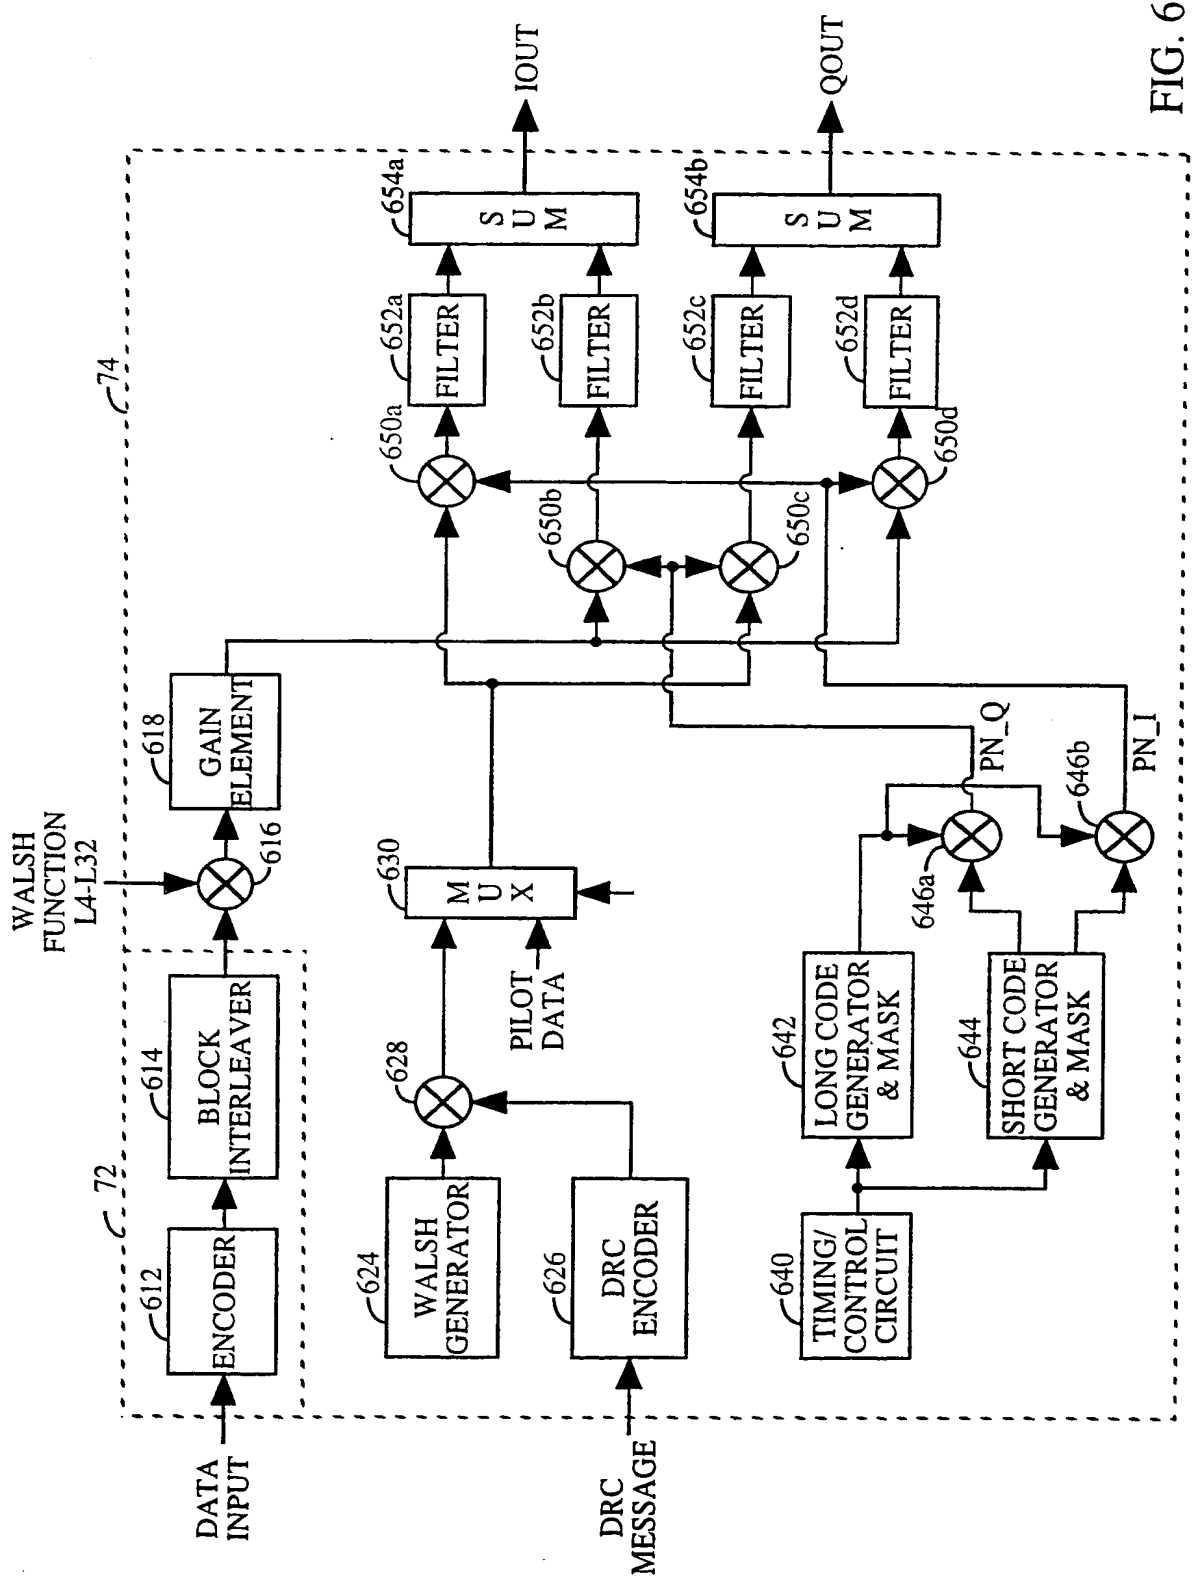 WALSH
FUNCTION
L4-L32
74
72
612
ENCODER
614
BLOCK
INTERLEAVER
616
618
GAIN
ELEMENT
DATA
INPUT
624
WALSH
GENERATOR
628
630
M
U
X
PILOT
DATA
626
DRC
ENCODER
DRC
MESSAGE
640
TIMING/
CONTROL
CIRCUIT
642
LONG CODE
GENERATOR
& MASK
644
SHORT CODE
GENERATOR
& MASK
646a
646b
PN_Q
PN_I
650a
650b
650c
650d
652a
FILTER
652b
FILTER
652c
FILTER
652d
FILTER
654a
S
U
M
654b
S
U
M
IOUT
QOUT
FIG. 6